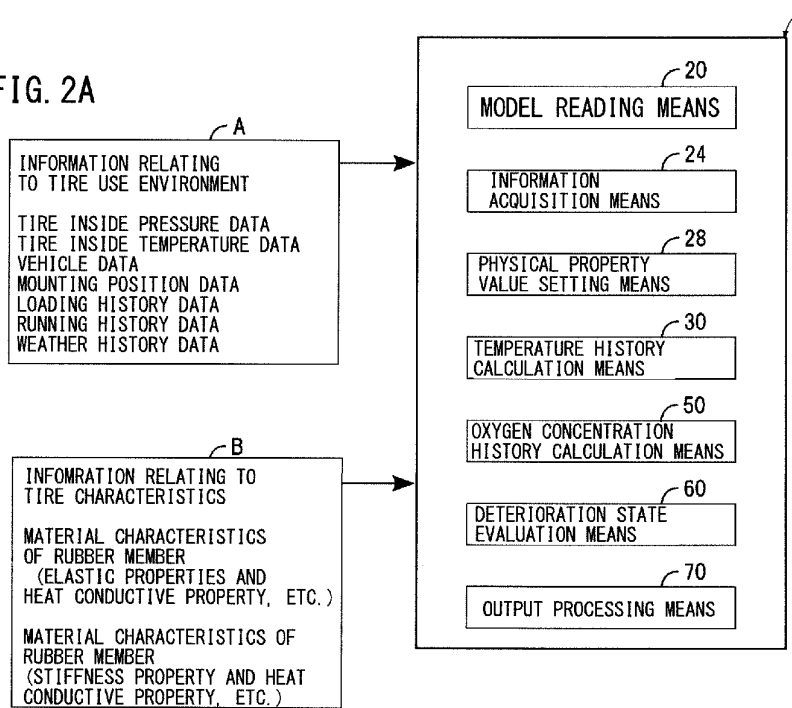 FIG. 2A
A
INFORMATION RELATING
TO TIRE USE ENVIRONMENT
TIRE INSIDE PRESSURE DATA
TIRE INSIDE TEMPERATURE DATA
VEHICLE DATA
MOUNTING POSITION DATA
LOADING HISTORY DATA
RUNNING HISTORY DATA
WEATHER HISTORY DATA
B
INFOMRATION RELATING TO
TIRE CHARACTERISTICS
MATERIAL CHARACTERISTICS
OF RUBBER MEMBER
(ELASTIC PROPERTIES AND
HEAT CONDUCTIVE PROPERTY, ETC.)
MATERIAL CHARACTERISTICS OF
RUBBER MEMBER
(STIFFNESS PROPERTY AND HEAT
CONDUCTIVE PROPERTY, ETC.)
20
MODEL READING MEANS
24
INFORMATION
ACQUISITION MEANS
28
PHYSICAL PROPERTY
VALUE SETTING MEANS
30
TEMPERATURE HISTORY
CALCULATION MEANS
50
OXYGEN CONCENTRATION
HISTORY CALCULATION MEANS
60
DETERIORATION STATE
EVALUATION MEANS
70
OUTPUT PROCESSING MEANS